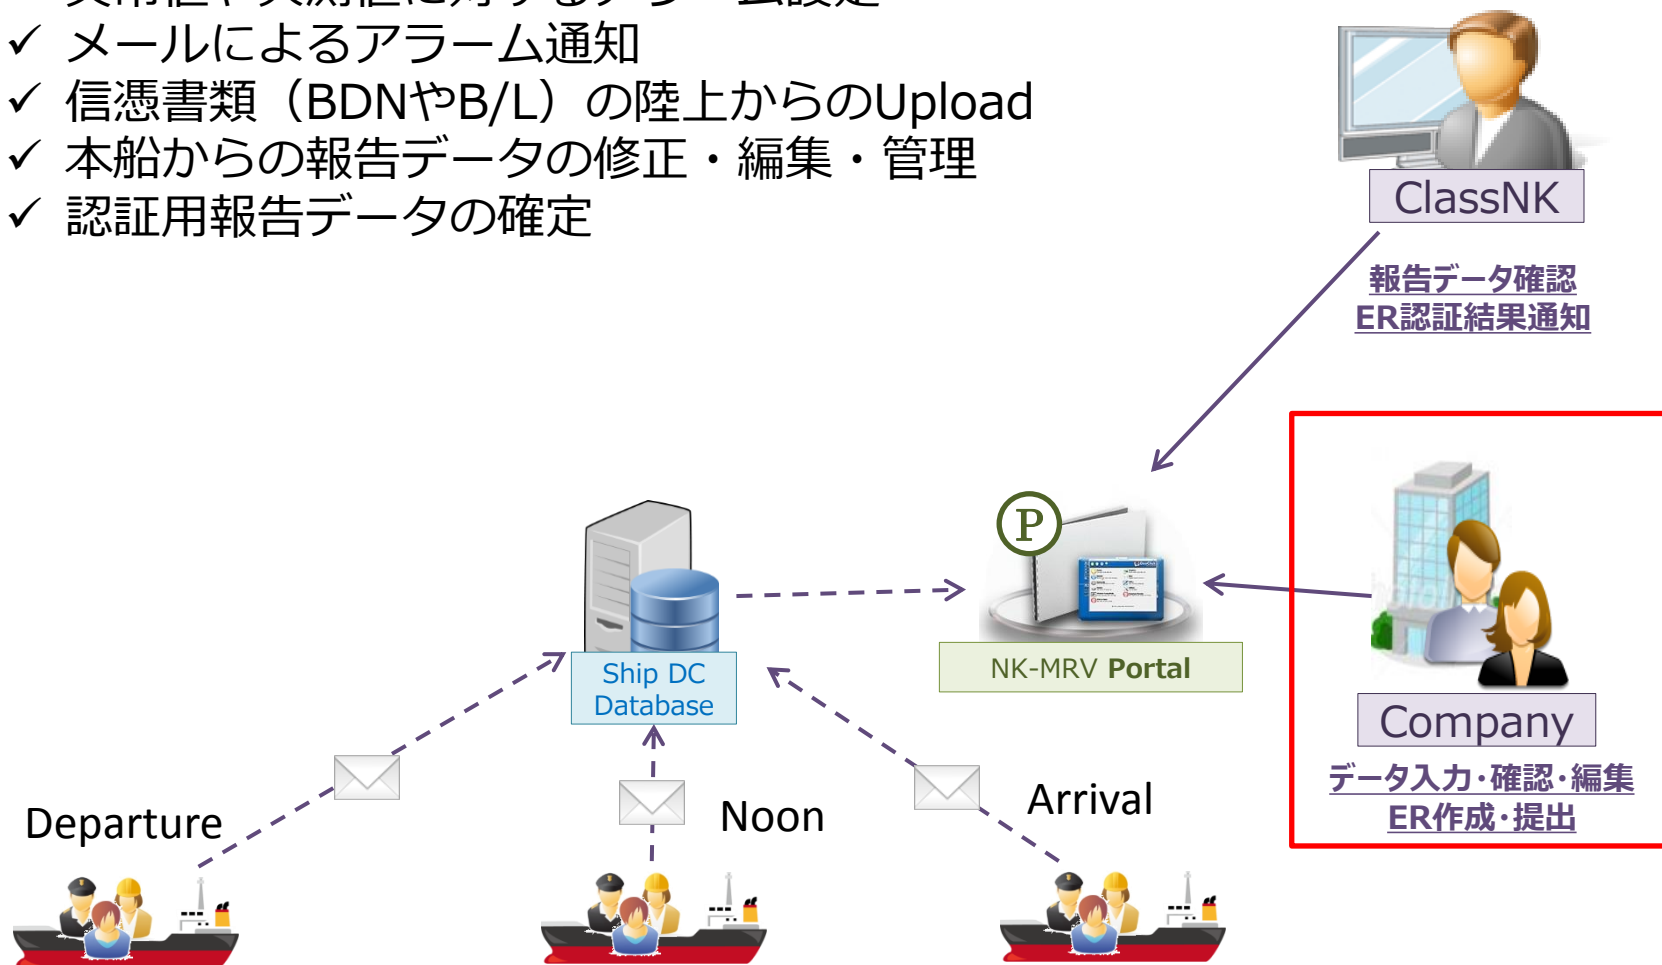 ✓ メールによるアラーム通知
✓ 信憑書類（BDNやB/L）の陸上からのUpload
✓ 本船からの報告データの修正・編集・管理
✓ 認証用報告データの確定
ClassNK
報告データ確認
ER認証結果通知
P
Ship DC
Database
NK-MRV Portal
Company
データ入力・確認・編集
ER作成・提出
Departure
Noon
Arrival